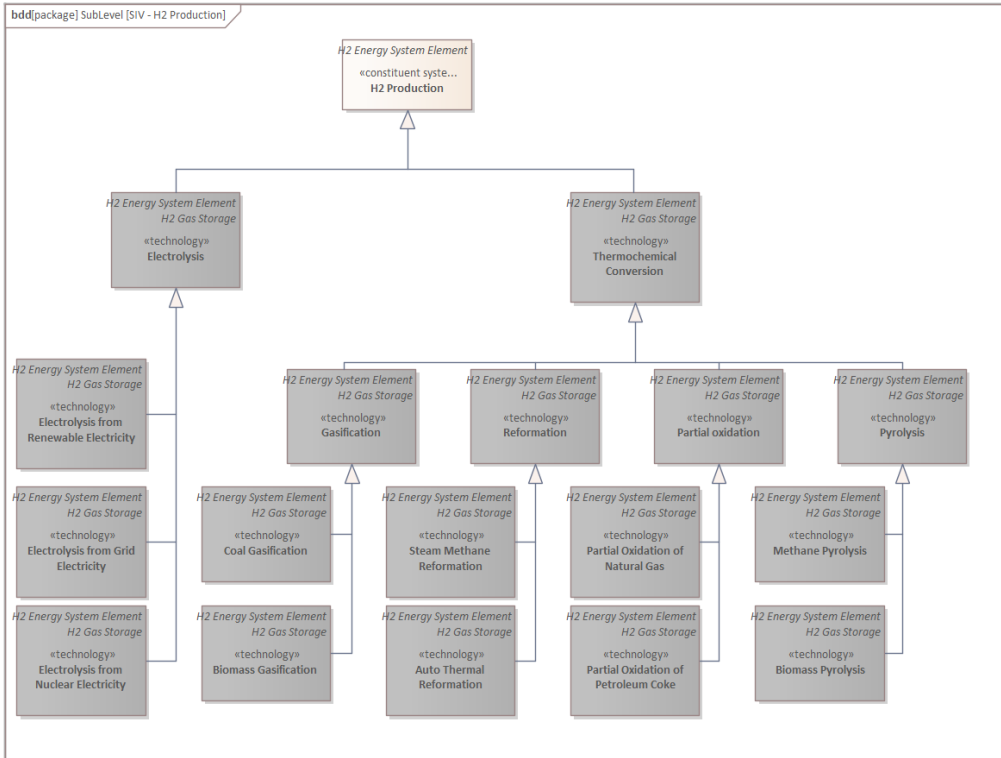 bdd[package] SubLevel [SIV - H2 Production]
H2 Energy System Element
«constituent syste...
H2 Production
H2 Energy System Element
H2 Gas Storage
«technology»
Electrolysis
H2 Energy System Element
H2 Gas Storage
«technology»
Thermochemical
Conversion
H2 Energy System Element
H2 Gas Storage
«technology»
Electrolysis from
Renewable Electricity
H2 Energy System Element
H2 Gas Storage
«technology»
Gasification
H2 Energy System Element
H2 Gas Storage
«technology»
Reformation
H2 Energy System Element
H2 Gas Storage
«technology»
Partial oxidation
H2 Energy System Element
H2 Gas Storage
«technology»
Pyrolysis
H2 Energy System Element
H2 Gas Storage
«technology»
Electrolysis from Grid
Electricity
H2 Energy System Element
H2 Gas Storage
«technology»
Coal Gasification
H2 Energy System Element
H2 Gas Storage
«technology»
Steam Methane
Reformation
H2 Energy System Element
H2 Gas Storage
«technology»
Partial Oxidation of
Natural Gas
H2 Energy System Element
H2 Gas Storage
«technology»
Methane Pyrolysis
H2 Energy System Element
H2 Gas Storage
«technology»
Electrolysis from
Nuclear Electricity
H2 Energy System Element
H2 Gas Storage
«technology»
Biomass Gasification
H2 Energy System Element
H2 Gas Storage
«technology»
Auto Thermal
Reformation
H2 Energy System Element
H2 Gas Storage
«technology»
Partial Oxidation of
Petroleum Coke
H2 Energy System Element
H2 Gas Storage
«technology»
Biomass Pyrolysis